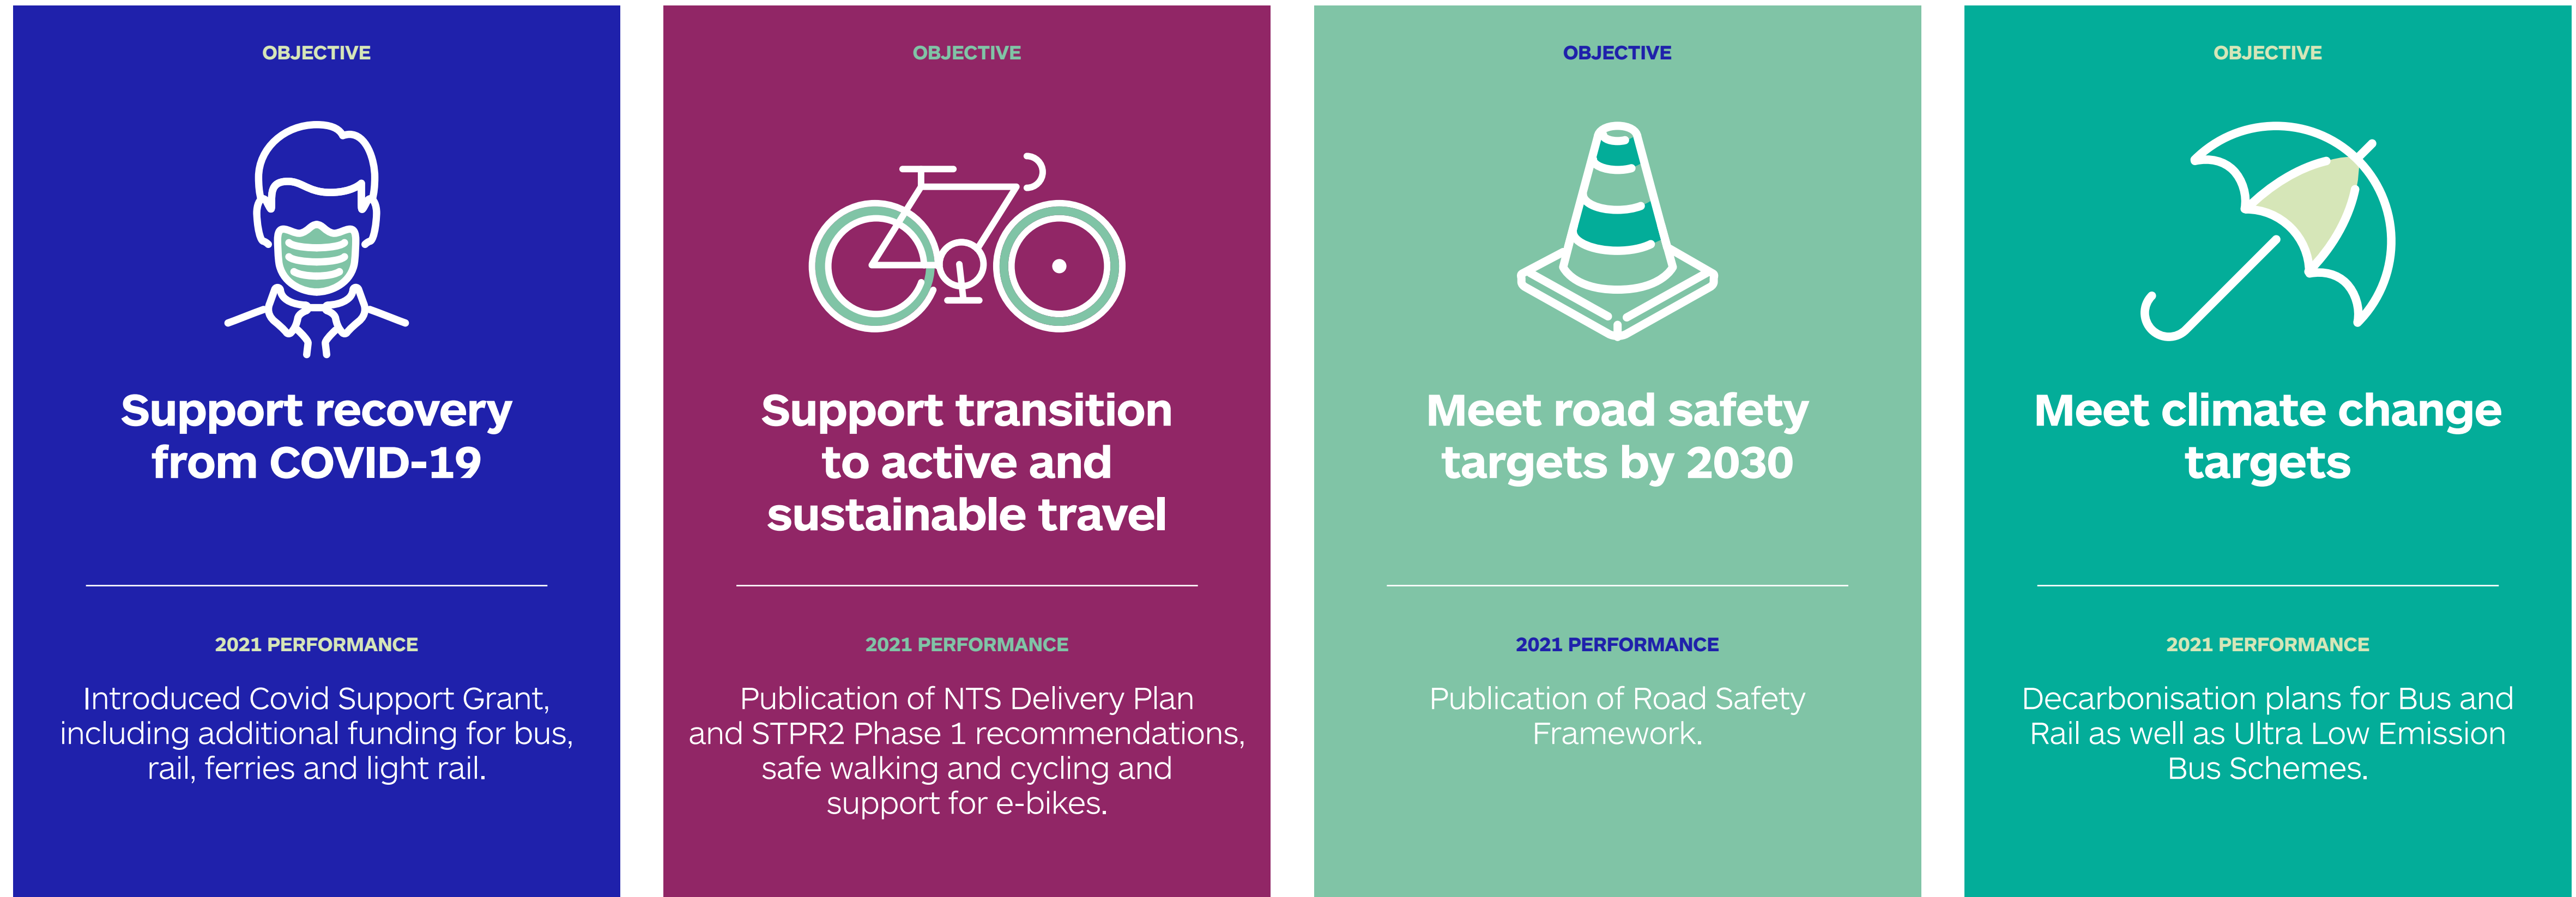 OBJECTIVE
Support recovery
from COVID-19
2021 PERFORMANCE
Introduced Covid Support Grant,
including additional funding for bus,
rail, ferries and light rail.
OBJECTIVE
Support transition
to active and
sustainable travel
2021 PERFORMANCE
Publication of NTS Delivery Plan
and STPR2 Phase 1 recommendations,
safe walking and cycling and
support for e-bikes.
OBJECTIVE
Meet road safety
targets by 2030
2021 PERFORMANCE
Publication of Road Safety
Framework.
OBJECTIVE
Meet climate change
targets
2021 PERFORMANCE
Decarbonisation plans for Bus and
Rail as well as Ultra Low Emission
Bus Schemes.